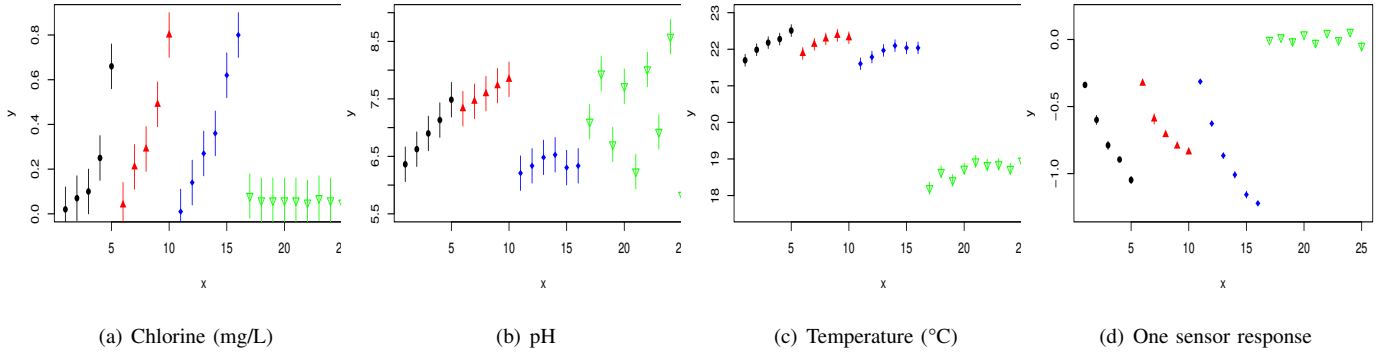 0.0 0.2 0.4 0.6 0.8
y
5 10 15 20 2
x
(a) Chlorine (mg/L)
5.5 6.5 7.5 8.5
y
5 10 15 20 2
x
(b) pH
18 19 20 21 22 23
y
5 10 15 20 2
x
(c) Temperature (°C)
−1.0 −0.5 0.0
y
5 10 15 20 25
x
(d) One sensor response